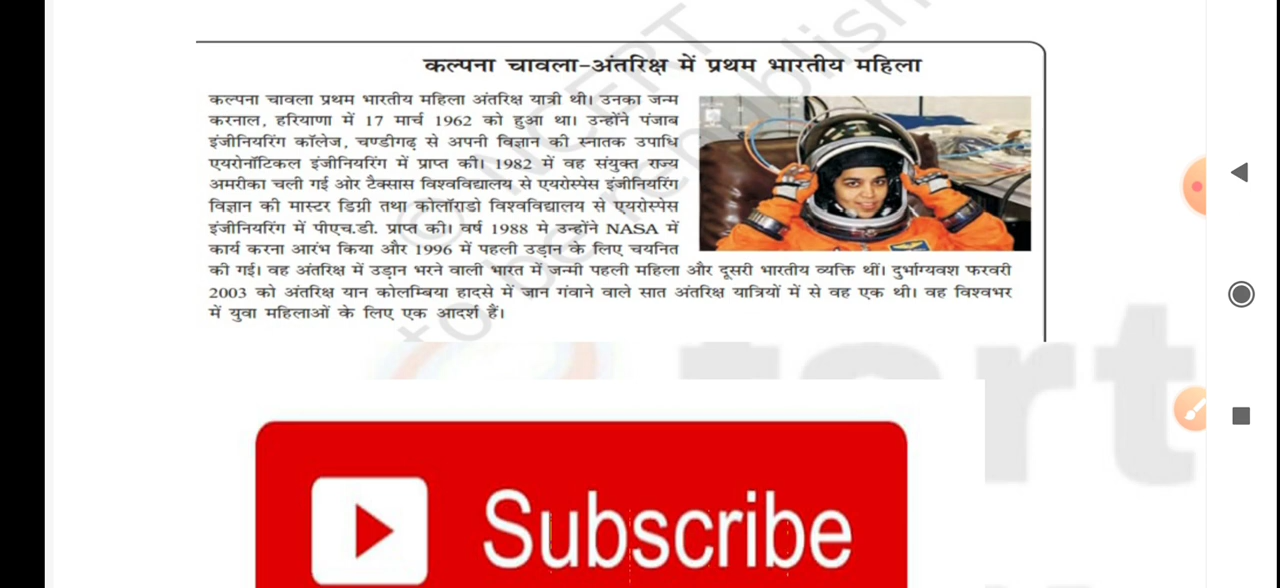 कल्पना चावला-अंतरिक्ष में प्रथम भारतीय महिला
कल्पना चावला प्रथम भारतीय महिला अंतरिक्ष यात्री थी। उनका जन्म
करनाल, हरियाणा में 17 मार्च 1962 को हुआ था। उन्होंने पंजाब
इंजीनियरिंग कॉलेज, चण्डीगढ़ से अपनी विज्ञान की स्नातक उपाधि
एयरोनॉटिकल इंजीनियरिंग में प्राप्त की। 1982 में वह संयुक्त राज्य
अमरीका चली गई ओर टैक्सास विश्वविद्यालय से एयरोस्पेस इंजीनियरिंग
विज्ञान की मास्टर डिग्री तथा कोलॉराडो विश्वविद्यालय से एयरोस्पेस
इंजीनियरिंग में पीएच.डी. प्राप्त की। वर्ष 1988 मे उन्होंने NASA में
कार्य करना आरंभ किया और 1996 में पहली उड़ान के लिए चयनित
की गई। वह अंतरिक्ष में उड़ान भरने वाली भारत में जन्मी पहली महिला और दूसरी भारतीय व्यक्ति थीं। दुर्भाग्यवश फरवरी
2003 को अंतरिक्ष यान कोलम्बिया हादसे में जान गंवाने वाले सात अंतरिक्ष यात्रियों में से वह एक थी। वह विश्वभर
में युवा महिलाओं के लिए एक आदर्श हैं।
© NCERT
to be republish
Subscribe